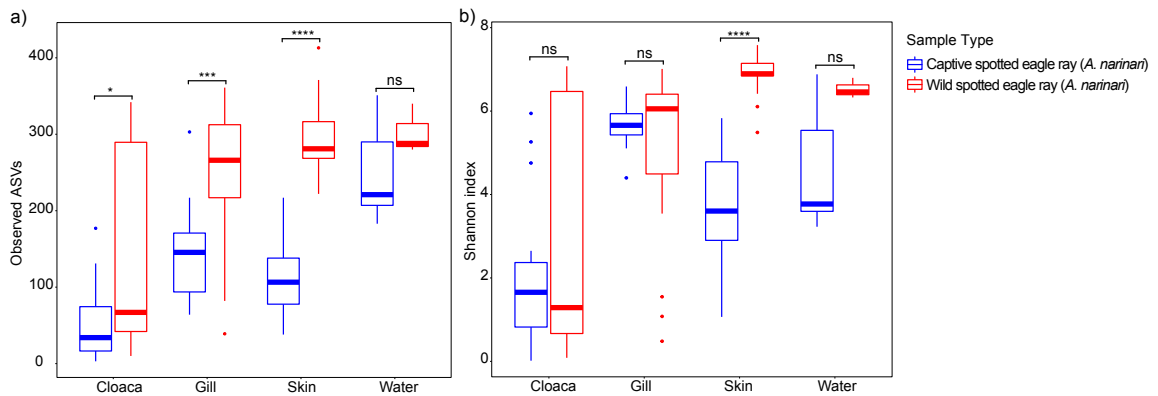 a)
Observed ASVs
400
300
200
100
0
*
***
****
ns
Cloaca
Gill
Skin
Water
b)
Shannon index
8
6
4
2
0
ns
ns
****
ns
Cloaca
Gill
Skin
Water
Sample Type
Captive spotted eagle ray (A. narinari)
Wild spotted eagle ray (A. narinari)